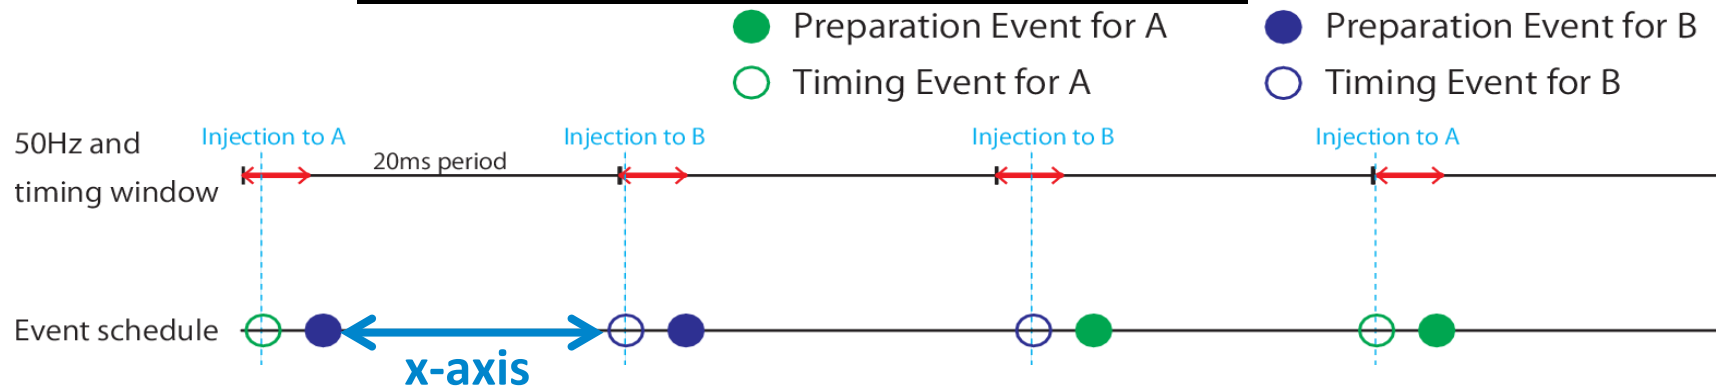 Preparation Event for A
Preparation Event for B
Timing Event for A
Timing Event for B
50Hz and
timing window
Injection to A
Injection to B
Injection to B
Injection to A
20ms period
Event schedule
x-axis